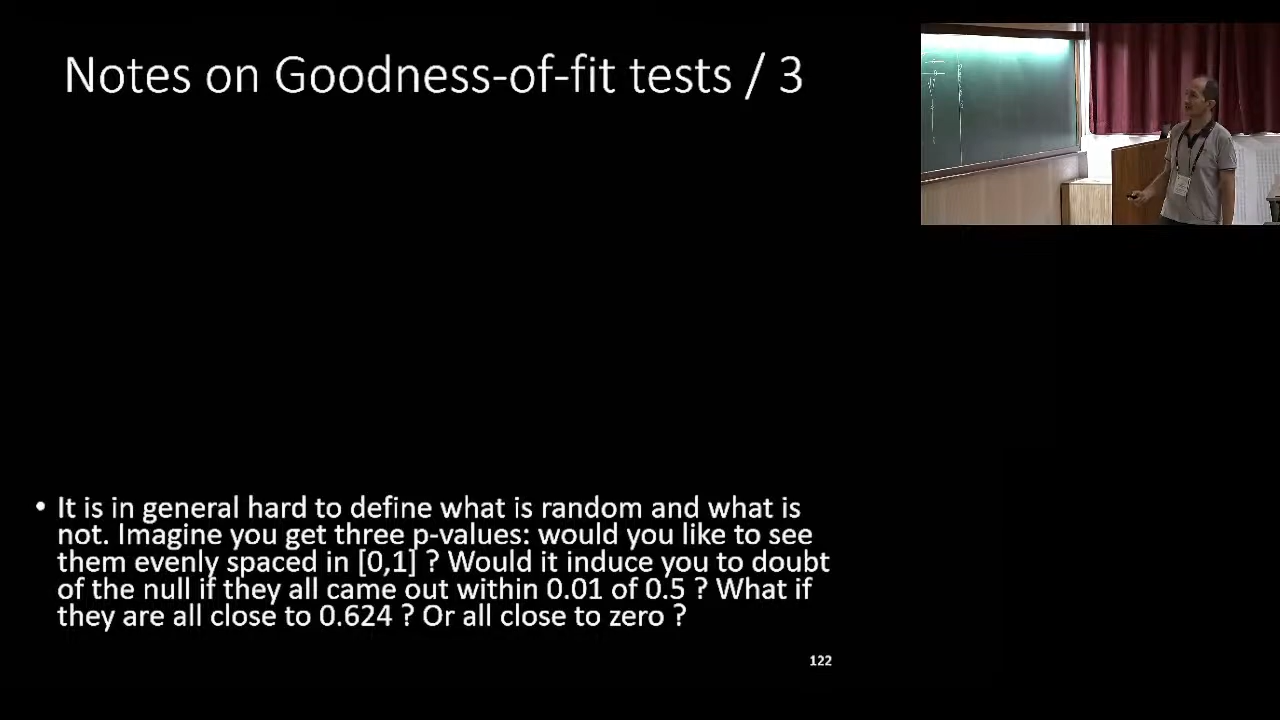 Notes on Goodness-of-fit tests / 3
• It is in general hard to define what is random and what is
not. Imagine you get three p-values: would you like to see
them evenly spaced in [0,1] ? Would it induce you to doubt
of the null if they all came out within 0.01 of 0.5 ? What if
they are all close to 0.624 ? Or all close to zero ?
122